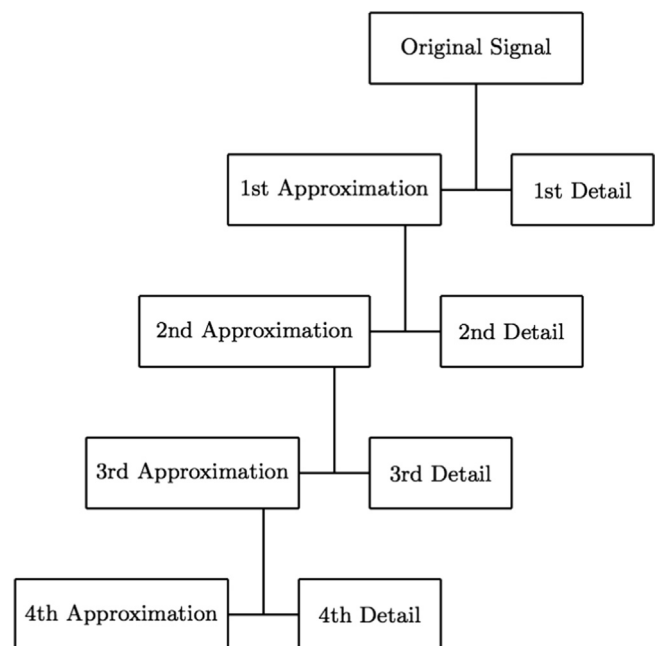 Original Signal
1st Approximation
1st Detail
2nd Approximation
2nd Detail
3rd Approximation
3rd Detail
4th Approximation
4th Detail